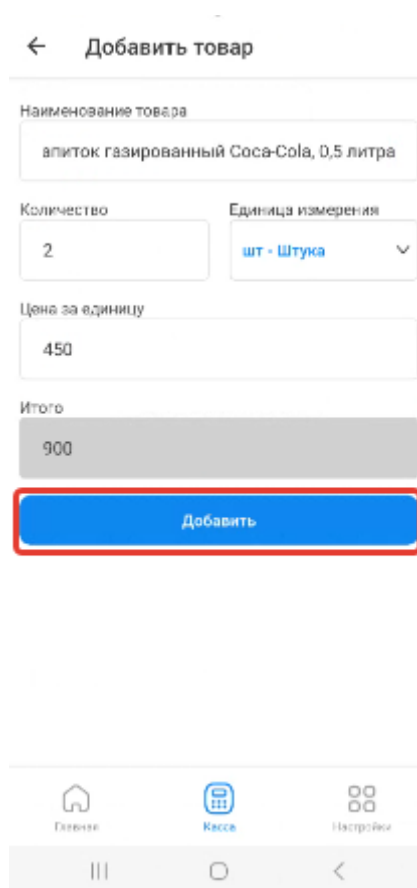 Добавить товар
Наименование товара
апиток газированный Coca-Cola, 0,5 литра
Количество
Единица измерения
2
шт - Штука
Цена за единицу
450
Итого
900
Добавить
Главная
Касса
Настройки